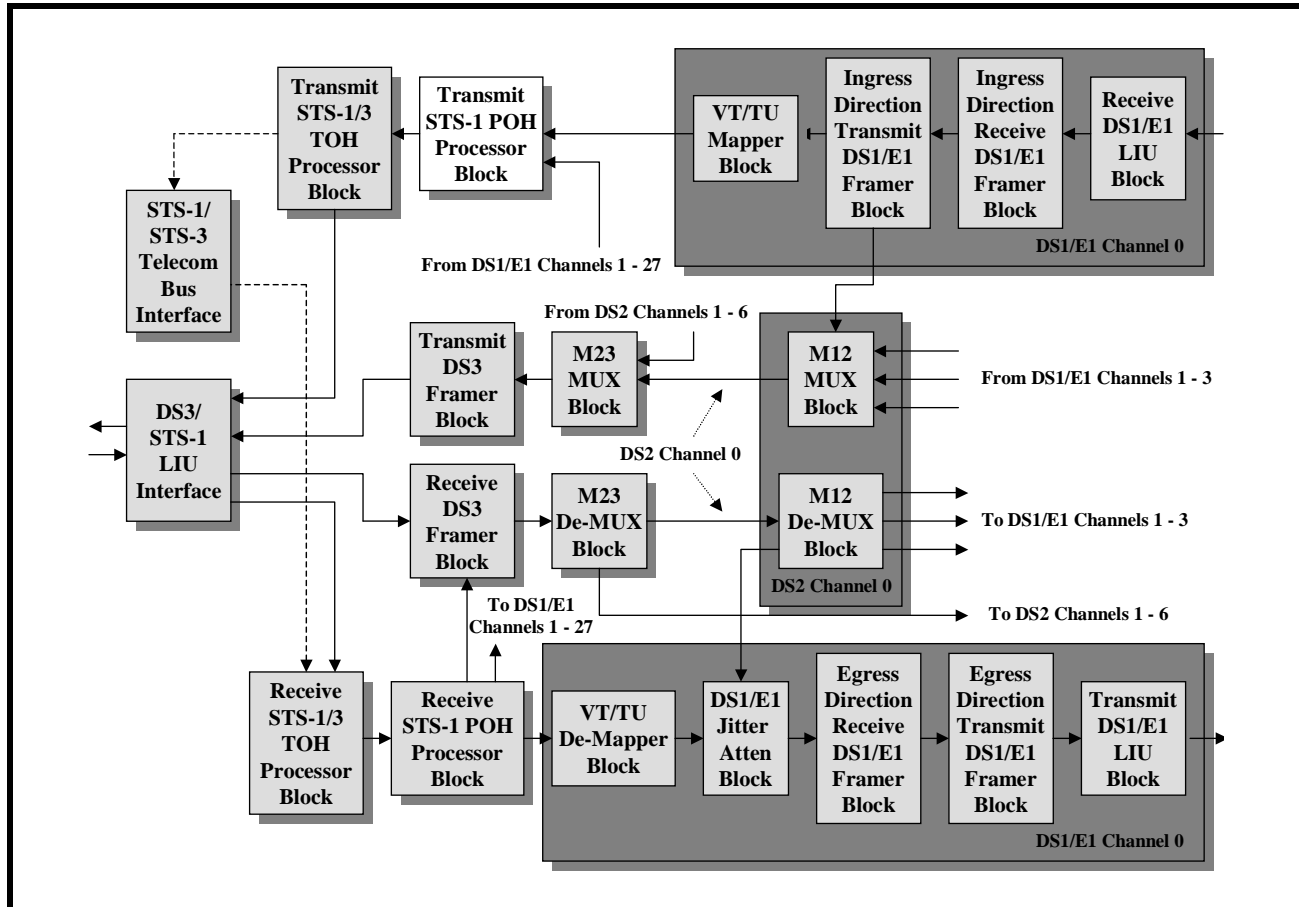 Transmit
STS-1/3
TOH
Processor
Block
Transmit
STS-1 POH
Processor
Block
VT/TU
Mapper
Block
Ingress
Direction
Transmit
DS1/E1
Framer
Block
Ingress
Direction
Receive
DS1/E1
Framer
Block
Receive
DS1/E1
LIU
Block
DS1/E1 Channel 0
STS-1/
STS-3
Telecom
Bus
Interface
From DS1/E1 Channels 1 - 27
From DS2 Channels 1 - 6
Transmit
DS3
Framer
Block
M23
MUX
Block
M12
MUX
Block
From DS1/E1 Channels 1 - 3
DS3/
STS-1
LIU
Interface
DS2 Channel 0
Receive
DS3
Framer
Block
M23
De-MUX
Block
M12
De-MUX
Block
To DS1/E1 Channels 1 - 3
DS2 Channel 0
To DS1/E1
Channels 1 - 27
To DS2 Channels 1 - 6
Receive
STS-1/3
TOH
Processor
Block
Receive
STS-1 POH
Processor
Block
VT/TU
De-Mapper
Block
DS1/E1
Jitter
Atten
Block
Egress
Direction
Receive
DS1/E1
Framer
Block
Egress
Direction
Transmit
DS1/E1
Framer
Block
Transmit
DS1/E1
LIU
Block
DS1/E1 Channel 0